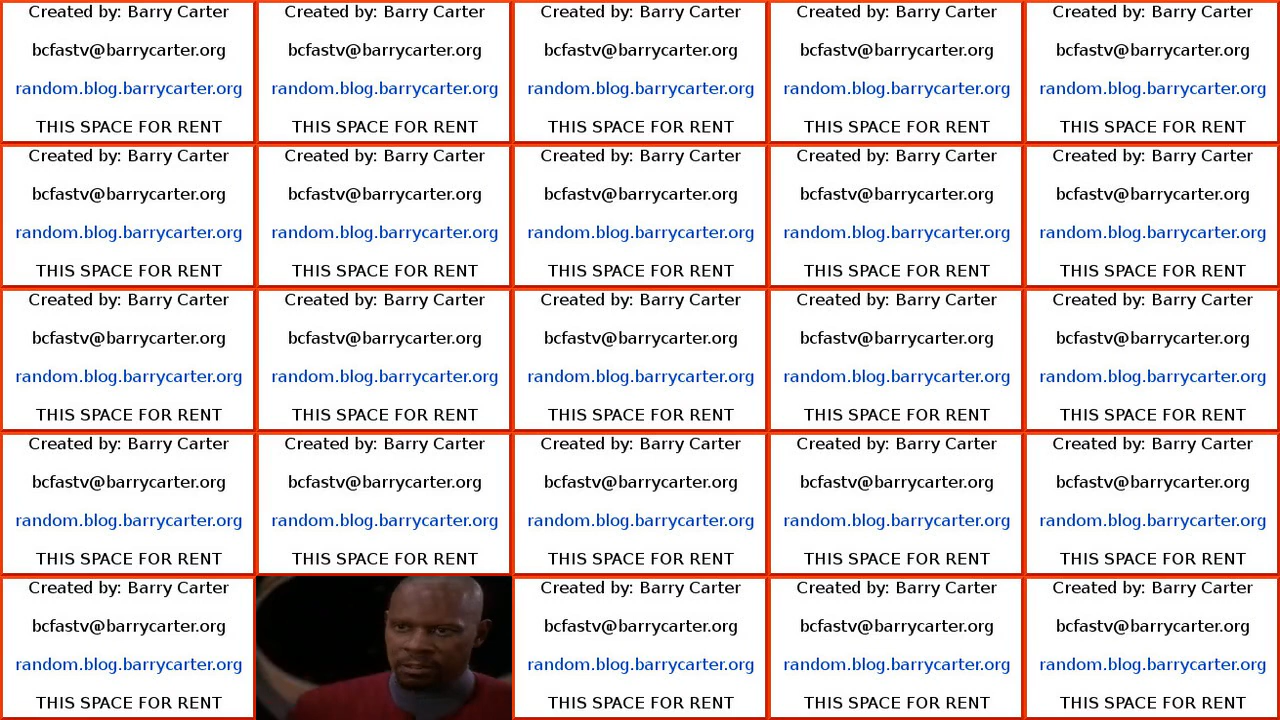 Created by: Barry Carter
bcfastv@barrycarter.org
random.blog.barrycarter.org
THIS SPACE FOR RENT
Created by: Barry Carter
bcfastv@barrycarter.org
random.blog.barrycarter.org
THIS SPACE FOR RENT
Created by: Barry Carter
bcfastv@barrycarter.org
random.blog.barrycarter.org
THIS SPACE FOR RENT
Created by: Barry Carter
bcfastv@barrycarter.org
random.blog.barrycarter.org
THIS SPACE FOR RENT
Created by: Barry Carter
bcfastv@barrycarter.org
random.blog.barrycarter.org
THIS SPACE FOR RENT
Created by: Barry Carter
bcfastv@barrycarter.org
random.blog.barrycarter.org
THIS SPACE FOR RENT
Created by: Barry Carter
bcfastv@barrycarter.org
random.blog.barrycarter.org
THIS SPACE FOR RENT
Created by: Barry Carter
bcfastv@barrycarter.org
random.blog.barrycarter.org
THIS SPACE FOR RENT
Created by: Barry Carter
bcfastv@barrycarter.org
random.blog.barrycarter.org
THIS SPACE FOR RENT
Created by: Barry Carter
bcfastv@barrycarter.org
random.blog.barrycarter.org
THIS SPACE FOR RENT
Created by: Barry Carter
bcfastv@barrycarter.org
random.blog.barrycarter.org
THIS SPACE FOR RENT
Created by: Barry Carter
bcfastv@barrycarter.org
random.blog.barrycarter.org
THIS SPACE FOR RENT
Created by: Barry Carter
bcfastv@barrycarter.org
random.blog.barrycarter.org
THIS SPACE FOR RENT
Created by: Barry Carter
bcfastv@barrycarter.org
random.blog.barrycarter.org
THIS SPACE FOR RENT
Created by: Barry Carter
bcfastv@barrycarter.org
random.blog.barrycarter.org
THIS SPACE FOR RENT
Created by: Barry Carter
bcfastv@barrycarter.org
random.blog.barrycarter.org
THIS SPACE FOR RENT
Created by: Barry Carter
bcfastv@barrycarter.org
random.blog.barrycarter.org
THIS SPACE FOR RENT
Created by: Barry Carter
bcfastv@barrycarter.org
random.blog.barrycarter.org
THIS SPACE FOR RENT
Created by: Barry Carter
bcfastv@barrycarter.org
random.blog.barrycarter.org
THIS SPACE FOR RENT
Created by: Barry Carter
bcfastv@barrycarter.org
random.blog.barrycarter.org
THIS SPACE FOR RENT
Created by: Barry Carter
bcfastv@barrycarter.org
random.blog.barrycarter.org
THIS SPACE FOR RENT
Created by: Barry Carter
bcfastv@barrycarter.org
random.blog.barrycarter.org
THIS SPACE FOR RENT
Created by: Barry Carter
bcfastv@barrycarter.org
random.blog.barrycarter.org
THIS SPACE FOR RENT
Created by: Barry Carter
bcfastv@barrycarter.org
random.blog.barrycarter.org
THIS SPACE FOR RENT